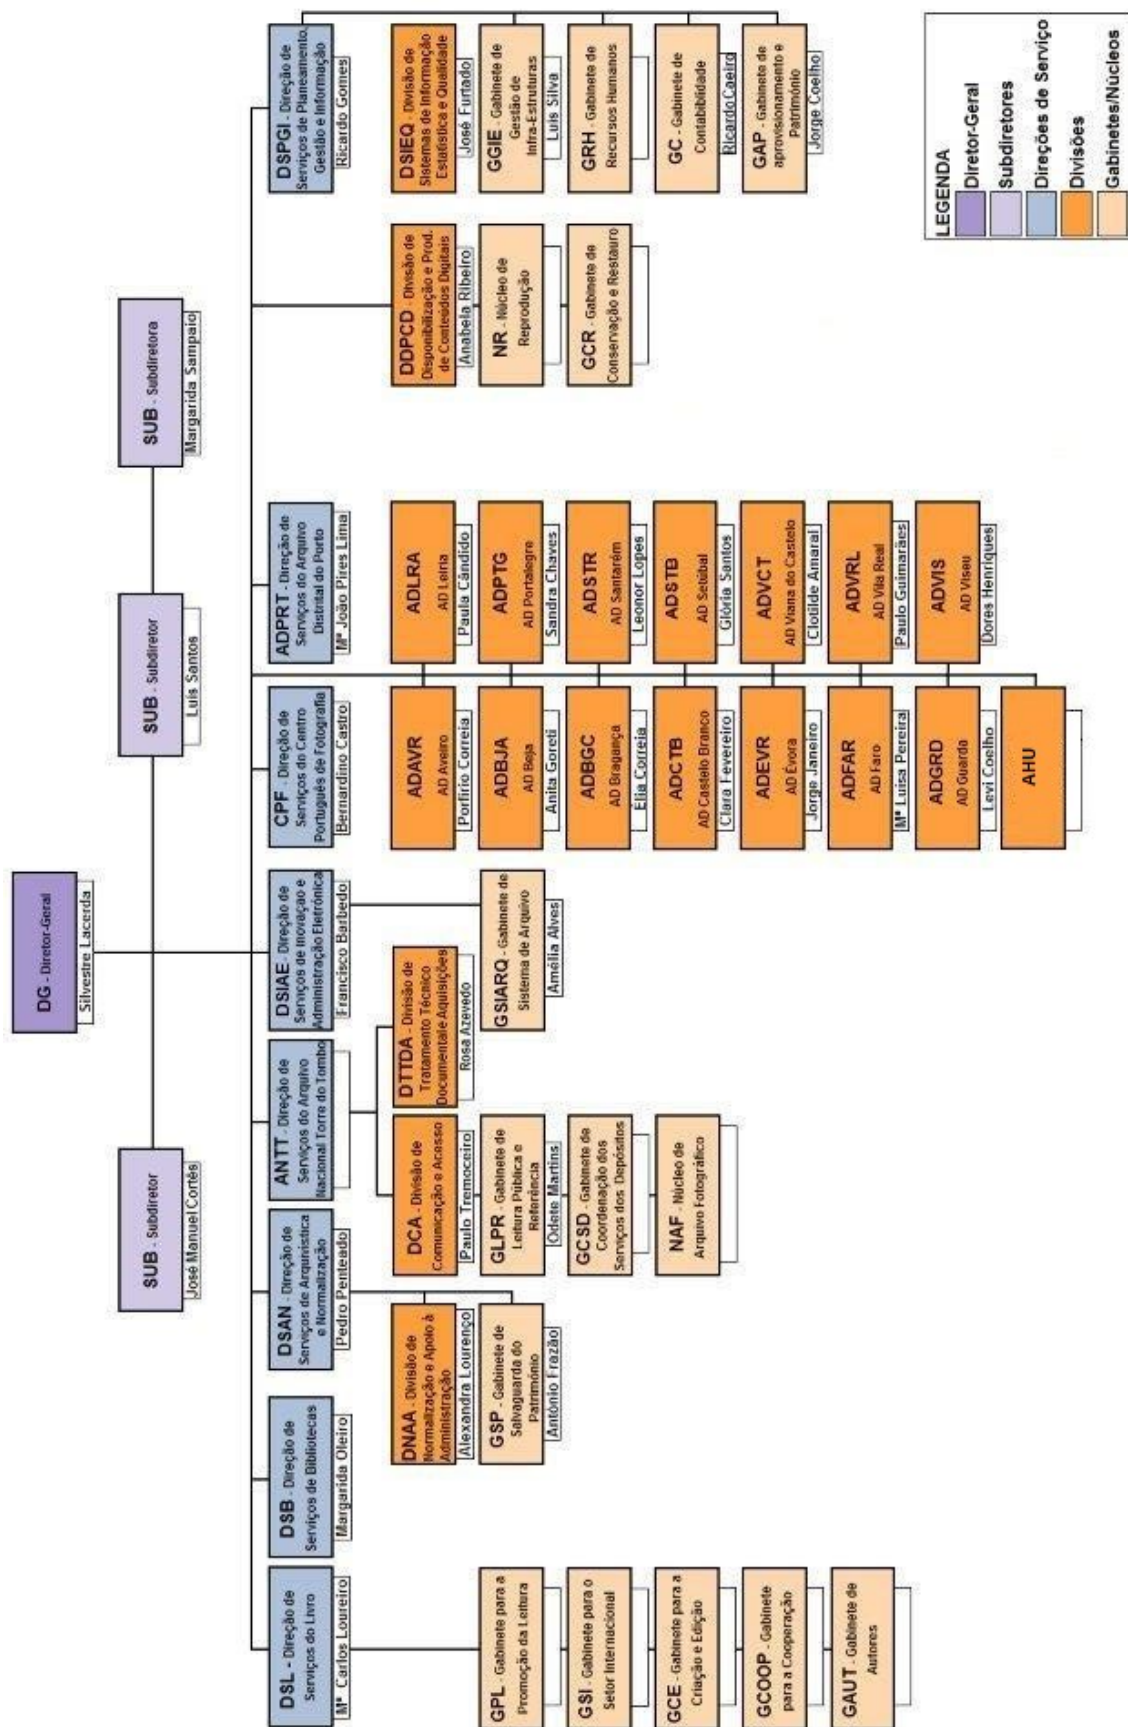 DG - Diretor-Geral
Silvestre Lacerda
SUB - Subdiretor
José Manuel Cortês
SUB - Subdiretor
Luís Santos
SUB - Subdiretora
Margarida Sampaio
DSL - Direção de
Serviços do Livro
Mª Carlos Loureiro
DSB - Direção de
Serviços de Bibliotecas
Margarida Oleiro
DSAN - Direção de
Serviços de Arquivística
e Normalização
Pedro Penteado
ANTT - Direção de
Serviços do Arquivo
Nacional Torre do Tombo
DSIAE - Direção de
Serviços de Inovação e
Administração Eletrónica
Francisco Barbedo
CPF - Direção de
Serviços do Centro
Português de Fotografia
Bernardino Castro
ADPRT - Direção de
Serviços do Arquivo
Distrital do Porto
Mª João Pires Lima
DSPGI - Direção de
Serviços de Planeamento,
Gestão e Informação
Ricardo Gomes
GPL - Gabinete para a
Promoção da Leitura
GSI - Gabinete para o
Setor Internacional
GCE - Gabinete para a
Criação e Edição
GCOOP - Gabinete
para a Cooperação
GAUT - Gabinete de
Autores
DNAA - Divisão de
Normalização e Apoio à
Administração
Alexandra Lourenço
GSP - Gabinete de
Salvaguarda do
Património
António Frazão
DCA - Divisão de
Comunicação e Acesso
Paulo Tremoceiro
GLPR - Gabinete de
Leitura Pública e
Referência
Odete Martins
GCSD - Gabinete de
Coordenação dos
Serviços dos Depósitos
NAF - Núcleo de
Arquivo Fotográfico
DTTDA - Divisão de
Tratamento Técnico
Documentale Aquisições
Rosa Azevedo
GSIARQ - Gabinete de
Sistema de Arquivo
Amélia Alves
ADAVR
AD Aveiro
Porfírio Correia
ADBJA
AD Beja
Anita Goreti
ADBGC
AD Bragança
Élia Correia
ADCTB
AD Castelo Branco
Clara Fevereiro
ADEVR
AD Évora
Jorge Janeiro
ADFAR
AD Faro
Mª Luísa Pereira
ADGRD
AD Guarda
Levi Coelho
AHU
ADLRA
AD Leiria
Paula Cândido
ADPTG
AD Portalegre
Sandra Chaves
ADSTR
AD Santarém
Leonor Lopes
ADSTB
AD Setúbal
Glória Santos
ADVCT
AD Viana do Castelo
Clotilde Amaral
ADVRL
AD Vila Real
Paulo Guimarães
ADVIS
AD Viseu
Dores Henriques
DDPCD - Divisão de
Disponibilização e Prod.
de Conteúdos Digitais
Anabela Ribeiro
NR - Núcleo de
Reprodução
GCR - Gabinete de
Conservação e Restauro
DSIEQ - Divisão de
Sistemas de Informação
Estatística e Qualidade
José Furtado
GGIE - Gabinete de
Gestão de
Infra-Estruturas
Luis Silva
GRH - Gabinete de
Recursos Humanos
GC - Gabinete de
Contabiblidade
RicardoCaeiro
GAP - Gabinete de
aprovisionamento e
Património
Jorge Coelho
LEGENDA
Diretor-Geral
Subdiretores
Direções de Serviço
Divisões
Gabinetes/Núcleos